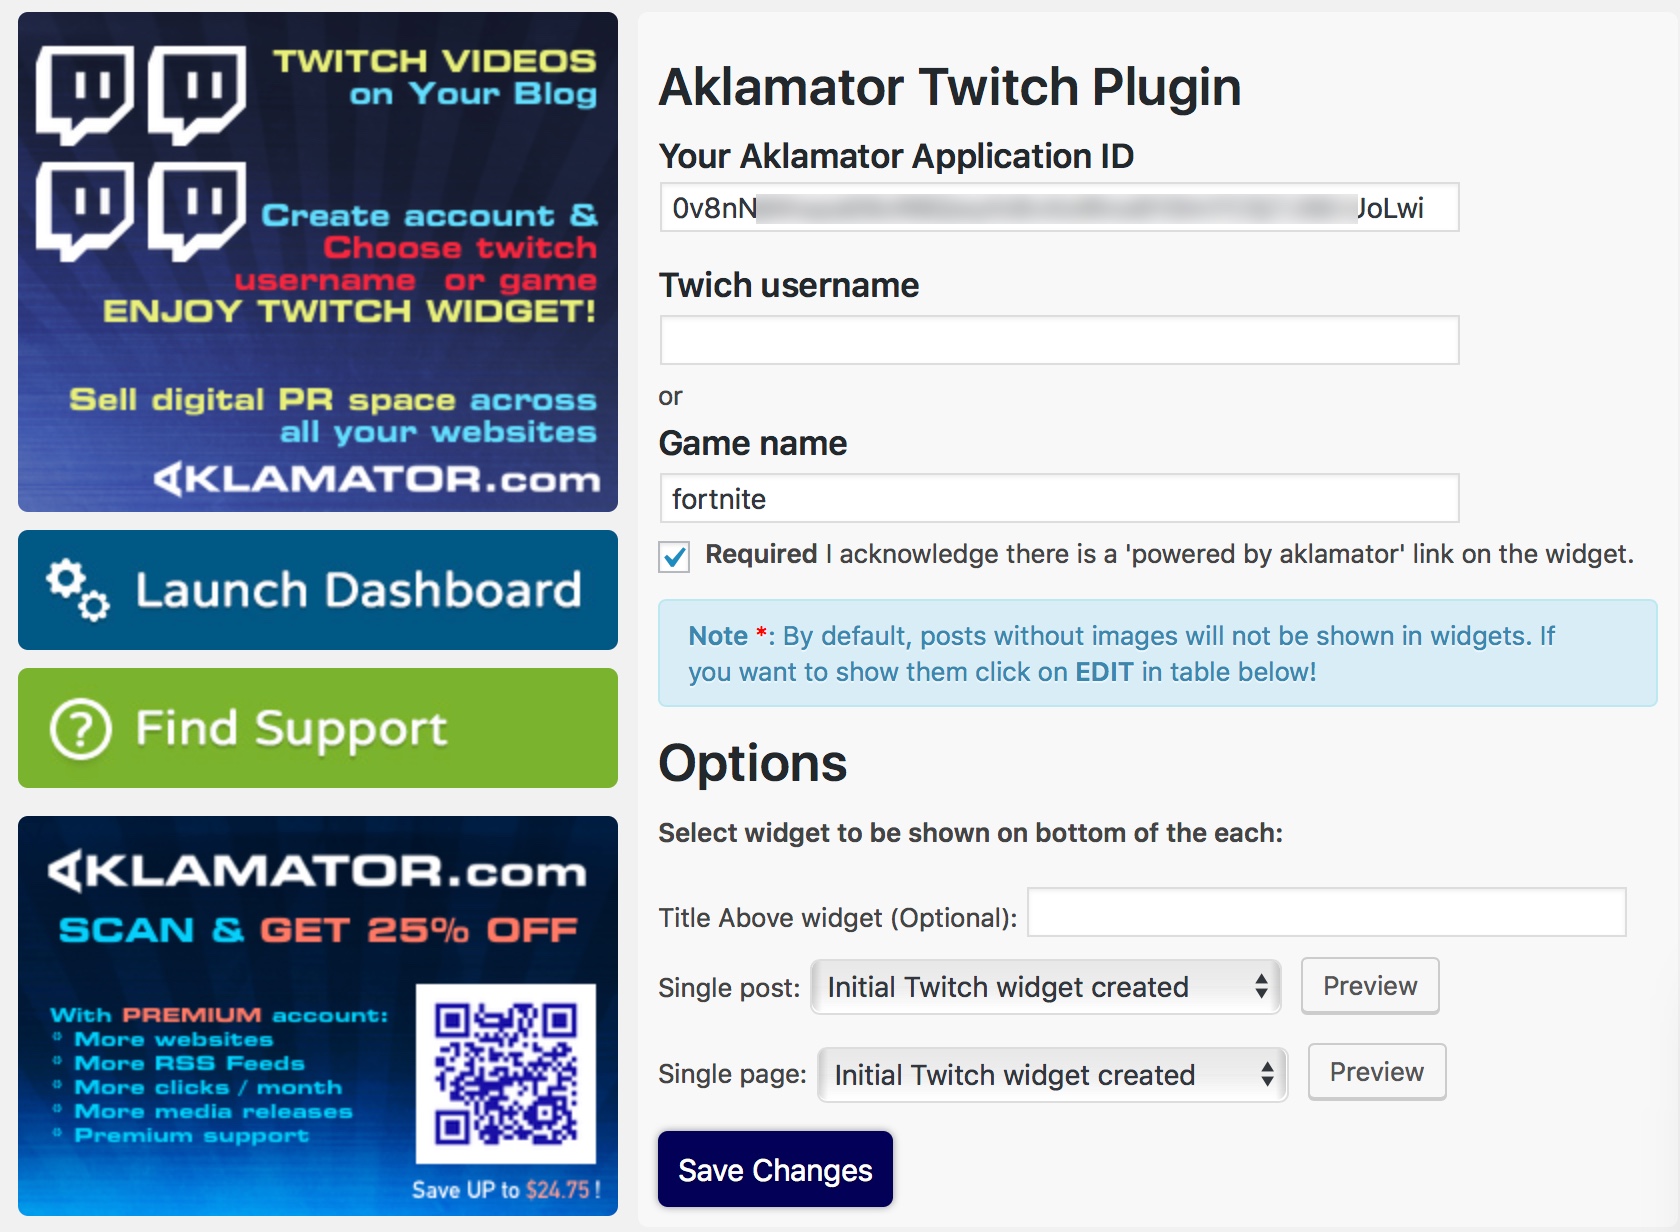 TWITCH VIDEOS
on Your Blog
Create account &
Choose twitch
username or game
ENJOY TWITCH WIDGET!
Sell digital PR space across
all your websites
AKLAMATOR.com
Launch Dashboard
Find Support
AKLAMATOR.com
SCAN & GET 25% OFF
With PREMIUM account:
* More websites
* More RSS Feeds
* More clicks / month
* More media releases
* Premium support
Save UP to $24.75 !
Aklamator Twitch Plugin
Your Aklamator Application ID
0v8nN JoLwi
Twich username
or
Game name
fortnite
Required I acknowledge there is a 'powered by aklamator' link on the widget.
Note *: By default, posts without images will not be shown in widgets. If
you want to show them click on EDIT in table below!
Options
Select widget to be shown on bottom of the each:
Title Above widget (Optional):
Single post: Initial Twitch widget created Preview
Single page: Initial Twitch widget created Preview
Save Changes